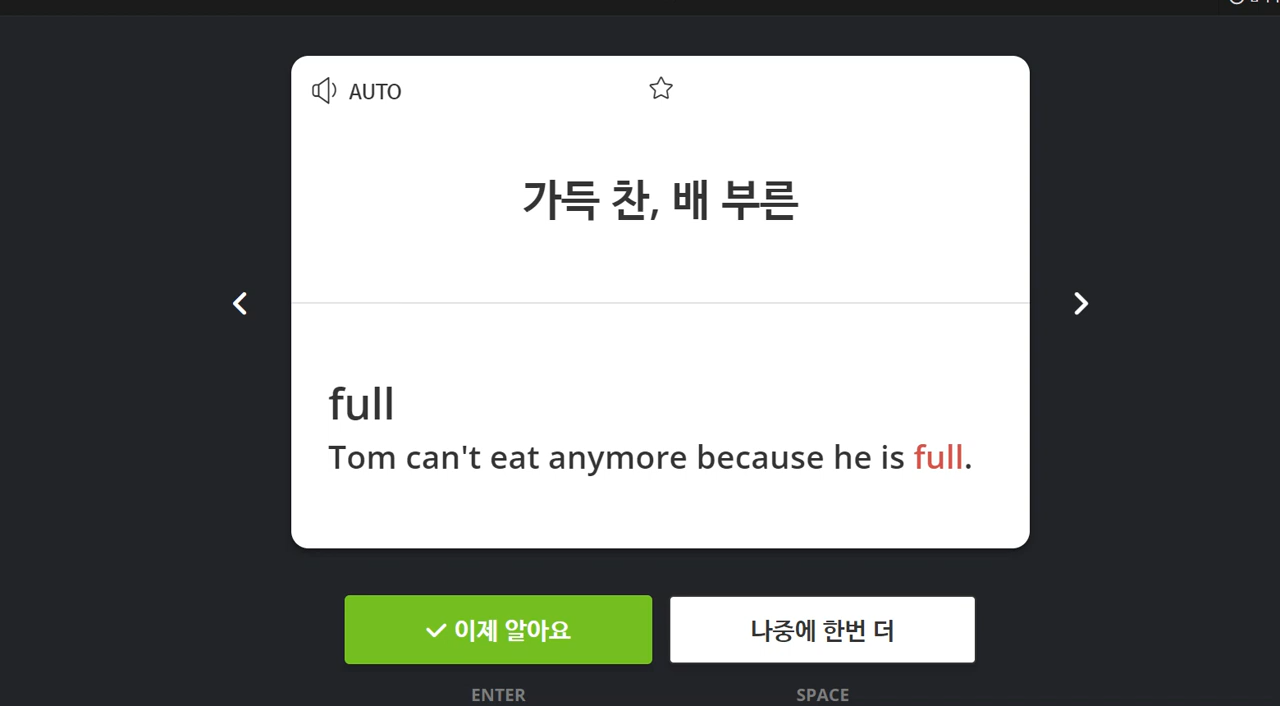 AUTO
가득 찬, 배 부른
full
Tom can't eat anymore because he is full.
이제 알아요
나중에 한번 더
ENTER
SPACE